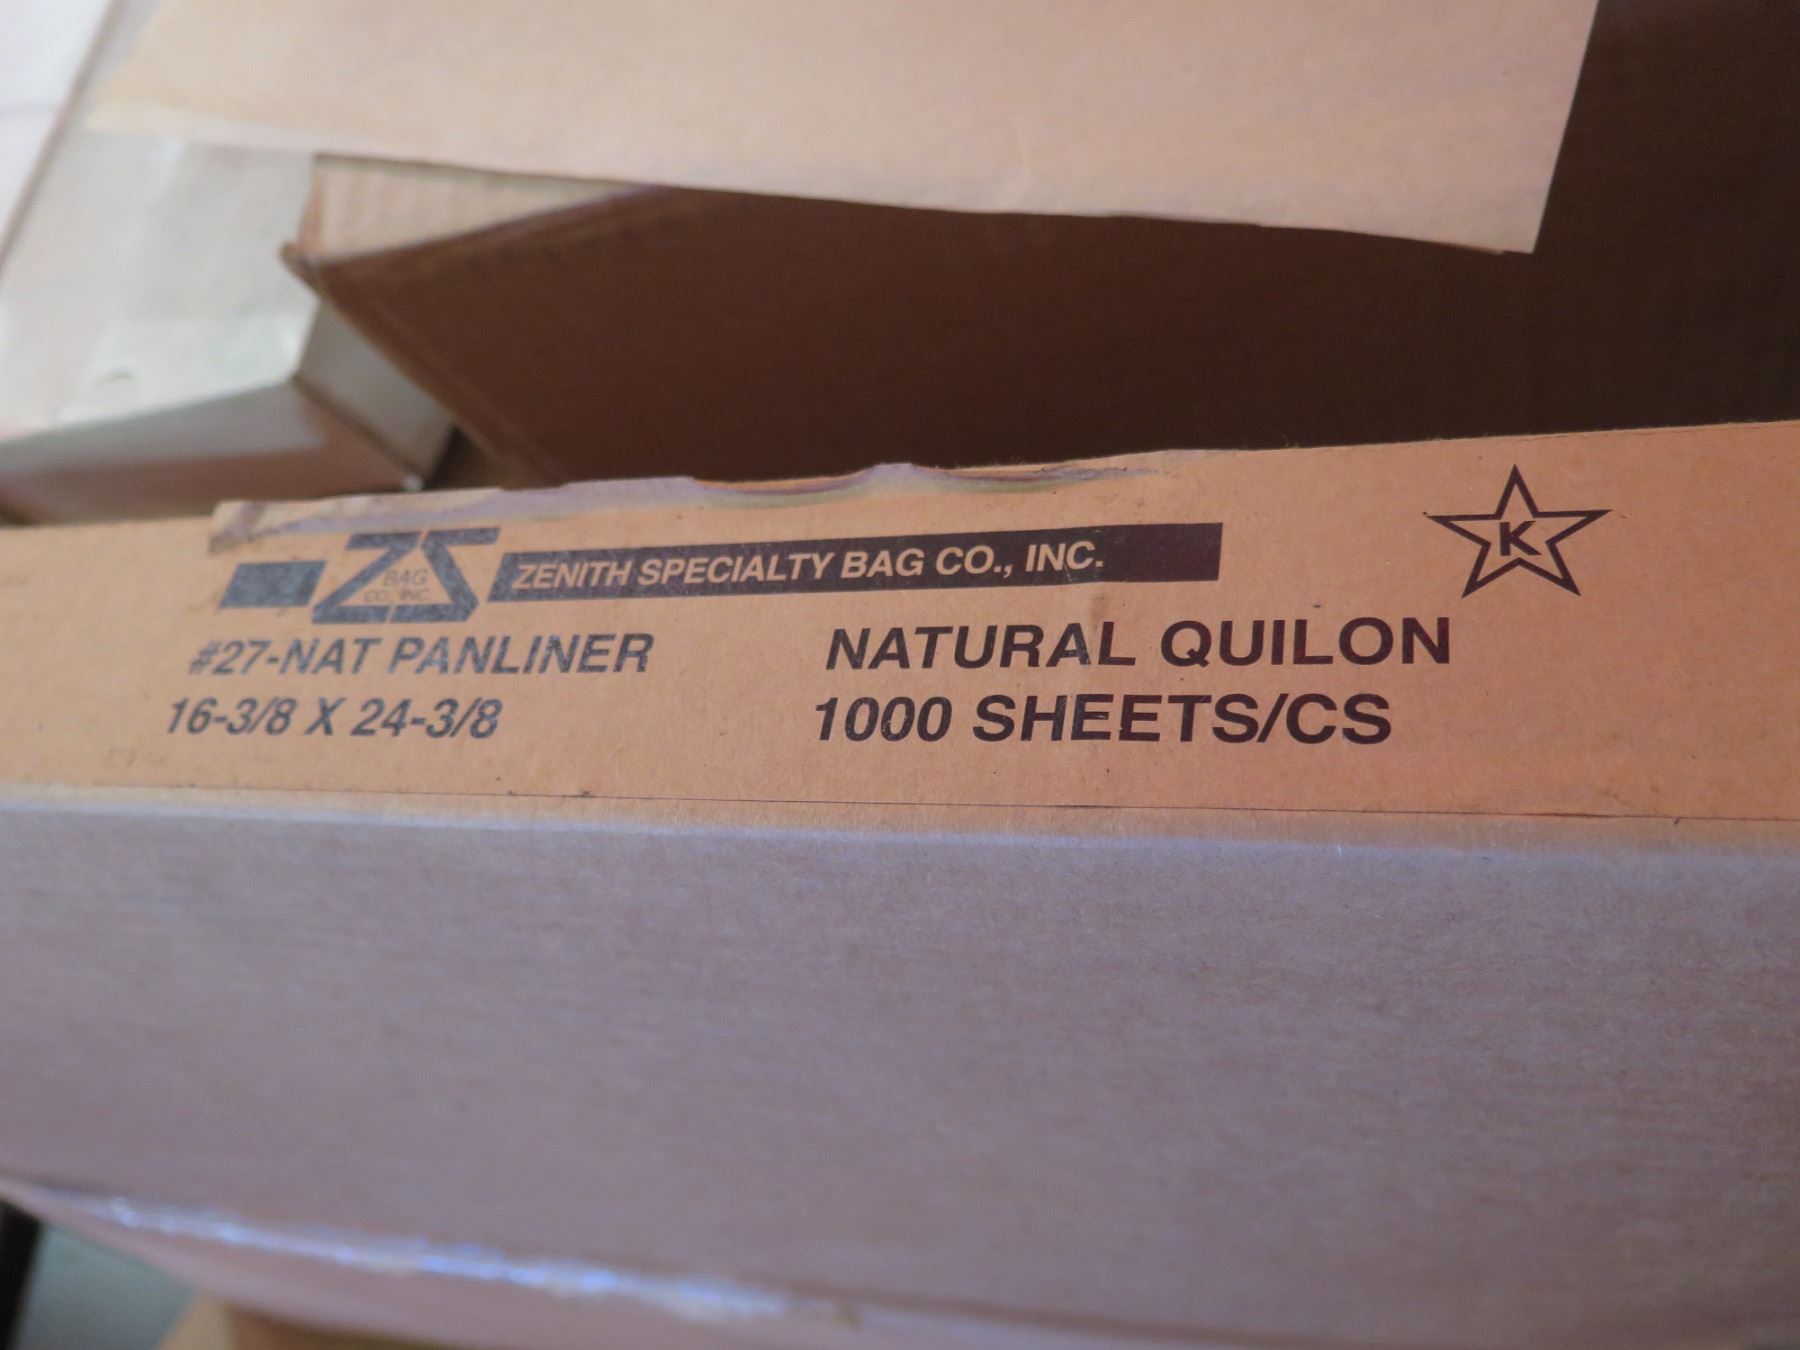 ZS
BAG
CO. INC.
ZENITH SPECIALTY BAG CO., INC.
K
#27-NAT PANLINER
NATURAL QUILON
16-3/8 X 24-3/8
1000 SHEETS/CS